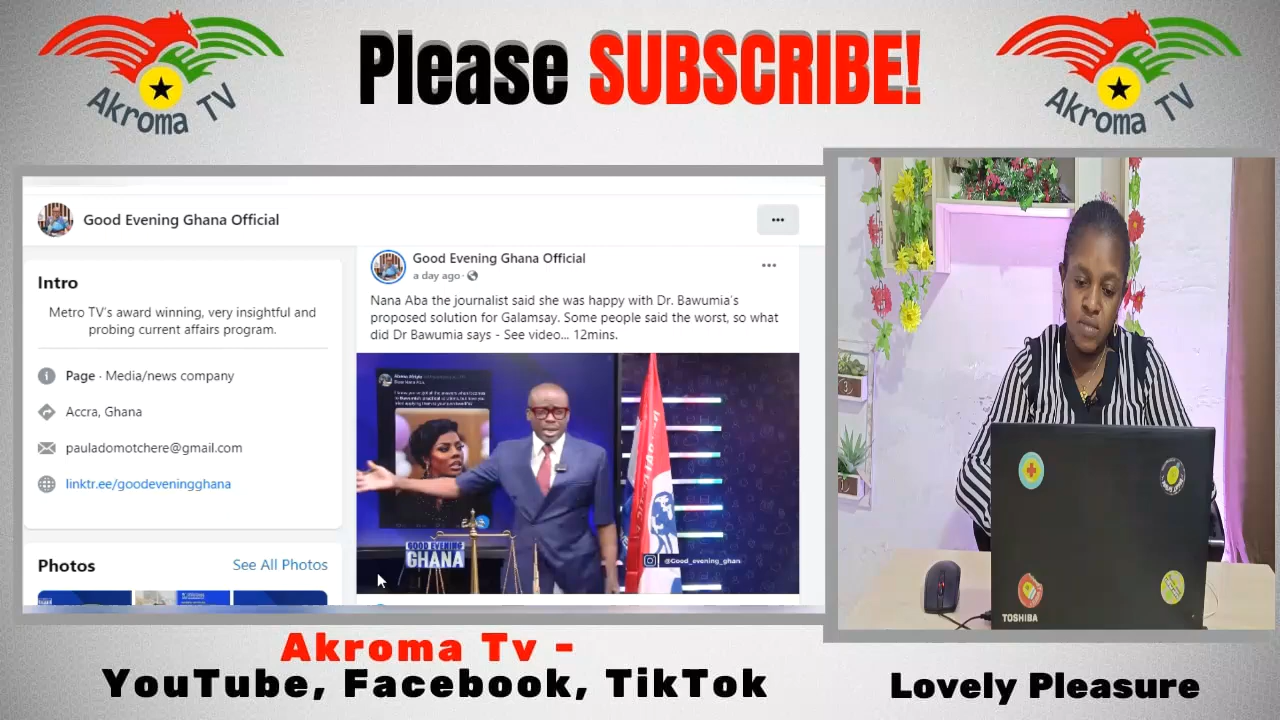 Akroma TV
Please SUBSCRIBE!
Akroma TV
Good Evening Ghana Official
Intro
Metro TV's award winning, very insightful and
probing current affairs program.
Page · Media/news company
Accra, Ghana
pauladomotchere@gmail.com
linktr.ee/goodeveningghana
Photos
See All Photos
Good Evening Ghana Official
a day ago ·
Nana Aba the journalist said she was happy with Dr. Bawumia's
proposed solution for Galamsay. Some people said the worst, so what
did Dr Bawumia says - See video... 12mins.
GOOD EVENING
GHANA
@Good_evening_ghan
TOSHIBA
Akroma Tv -
YouTube, Facebook, TikTok
Lovely Pleasure